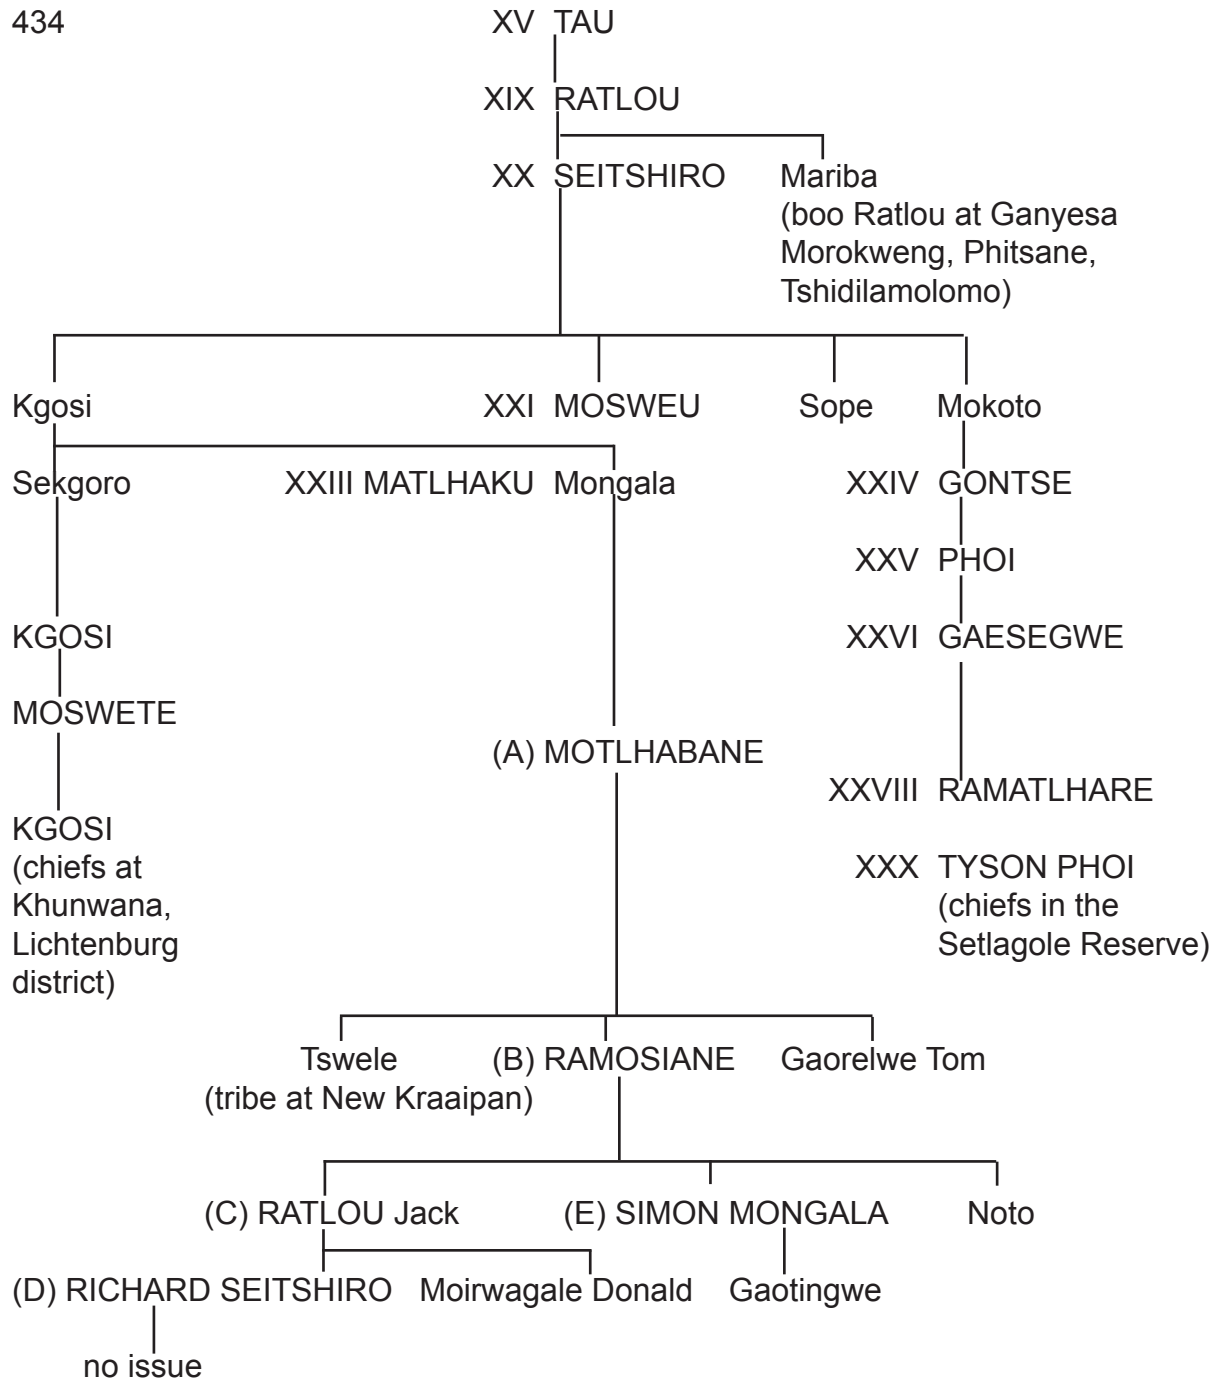 434
XV TAU
XIX RATLOU
XX SEITSHIRO
Mariba
(boo Ratlou at Ganyesa
Morokweng, Phitsane,
Tshidilamolomo)
Kgosi
XXI MOSWEU
Sope
Mokoto
Sekgoro
XXIII MATLHAKU
Mongala
XXIV GONTSE
XXV PHOI
KGOSI
XXVI GAESEGWE
MOSWETE
(A) MOTLHABANE
XXVIII RAMATLHARE
KGOSI
(chiefs at
Khunwana,
Lichtenburg
district)
XXX TYSON PHOI
(chiefs in the
Setlagole Reserve)
Tswele
(tribe at New Kraaipan)
(B) RAMOSIANE
Gaorelwe Tom
(C) RATLOU Jack
(E) SIMON MONGALA
Noto
(D) RICHARD SEITSHIRO
Moirwagale Donald
Gaotingwe
no issue